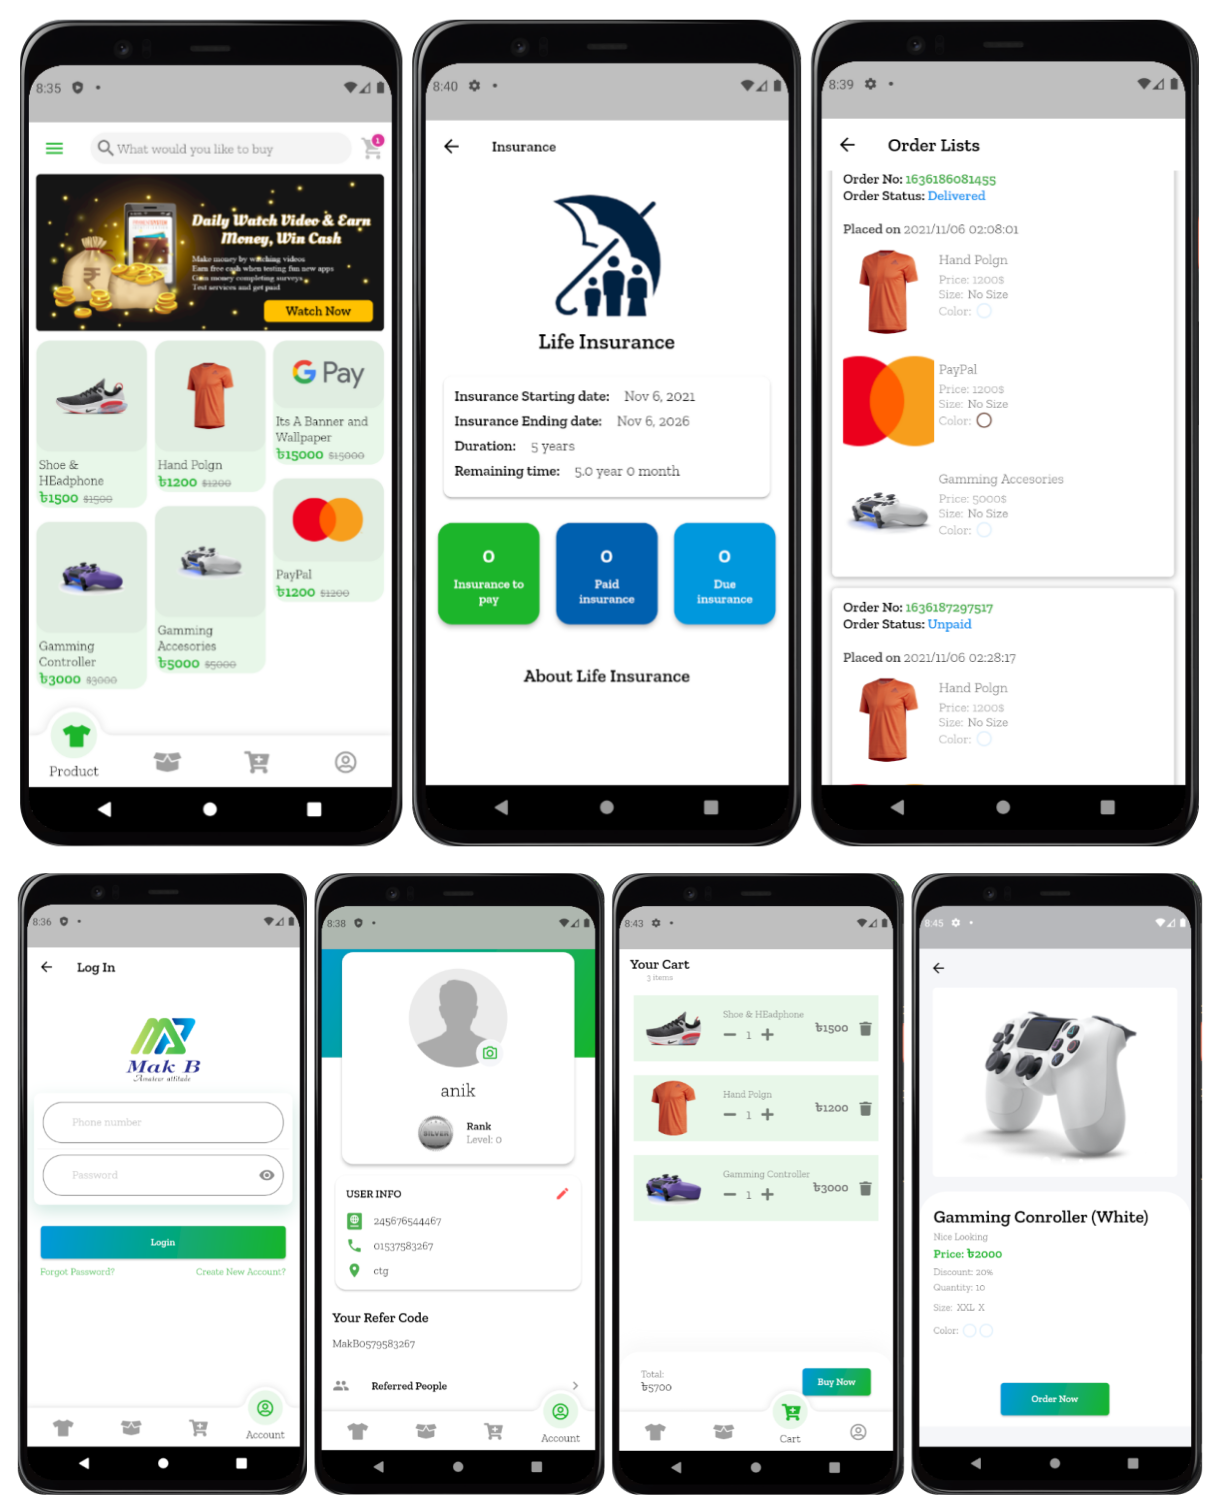 8:35
What would you like to buy
1
Daily Watch Video & Earn
Money, Win Cash
Make money by watching videos
Earn free cash when testing fun new apps
Gain money completing surveys
Test services and get paid
Watch Now
Shoe &
HEadphone
৳1500 $1500
Hand Polgn
৳1200 $1200
G Pay
Its A Banner and
Wallpaper
৳15000 $15000
Gamming
Controller
৳3000 $3000
Gamming
Accesories
৳5000 $5000
PayPal
৳1200 $1200
Product
8:40
Insurance
Life Insurance
Insurance Starting date: Nov 6, 2021
Insurance Ending date: Nov 6, 2026
Duration: 5 years
Remaining time: 5.0 year 0 month
0
Insurance to
pay
0
Paid
insurance
0
Due
insurance
About Life Insurance
8:39
Order Lists
Order No: 1636186081455
Order Status: Delivered
Placed on 2021/11/06 02:08:01
Hand Polgn
Price: 1200$
Size: No Size
Color:
PayPal
Price: 1200$
Size: No Size
Color:
Gamming Accesories
Price: 5000$
Size: No Size
Color:
Order No: 1636187297517
Order Status: Unpaid
Placed on 2021/11/06 02:28:17
Hand Polgn
Price: 1200$
Size: No Size
Color:
8:36
Log In
Mak B
Amateur attitude
Phone number
Password
Login
Forgot Password?
Create New Account?
Account
8:38
anik
SILVER
Rank
Level: 0
USER INFO
245676544467
01537583267
ctg
Your Refer Code
MakB0579583267
Referred People
Account
8:43
Your Cart
3 items
Shoe & HEadphone
1
৳1500
Hand Polgn
1
৳1200
Gamming Controller
1
৳3000
Total:
৳5700
Buy Now
Cart
8:45
Gamming Conroller (White)
Nice Looking
Price: ৳2000
Discount: 20%
Quantity: 10
Size: XXL X
Color:
Order Now